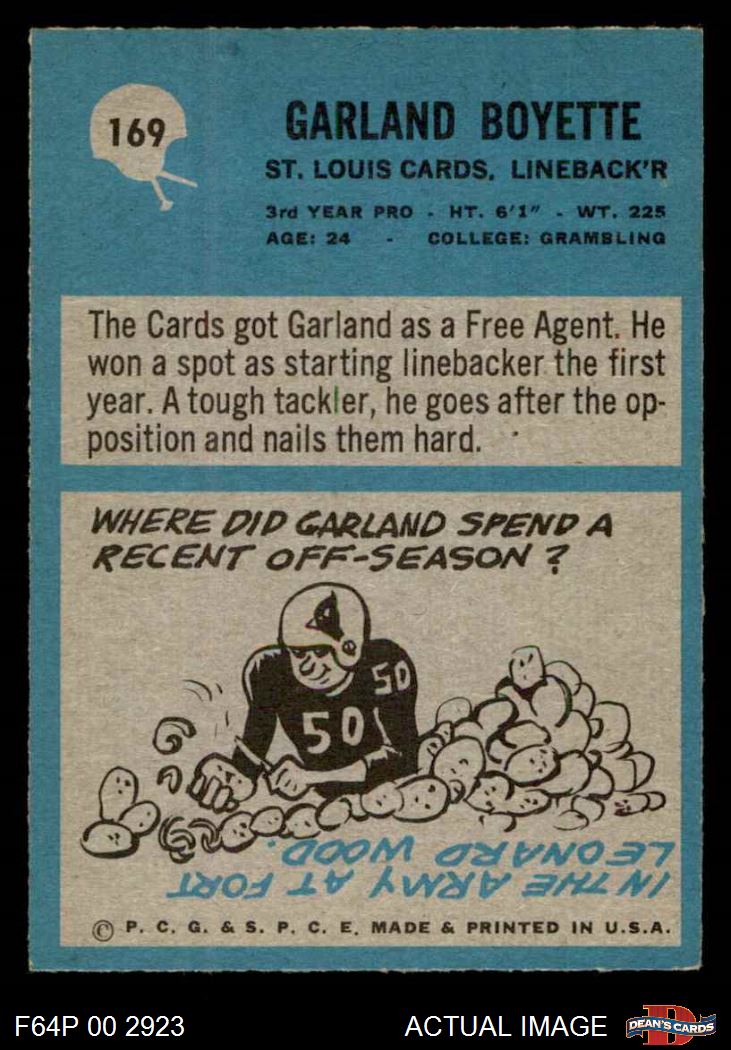 169
GARLAND BOYETTE
ST. LOUIS CARDS. LINEBACK'R
3rd YEAR PRO - HT. 6'1" - WT. 225
AGE: 24 - COLLEGE: GRAMBLING
The Cards got Garland as a Free Agent. He
won a spot as starting linebacker the first
year. A tough tackler, he goes after the op-
position and nails them hard.
WHERE DID GARLAND SPEND A
RECENT OFF-SEASON ?
50
50
IN THE ARMY AT FORT
LEONARD WOOD.
© P. C. G. & S. P. C. E. MADE & PRINTED IN U.S.A.
F64P 00 2923
ACTUAL IMAGE
D
DEAN'S CARDS